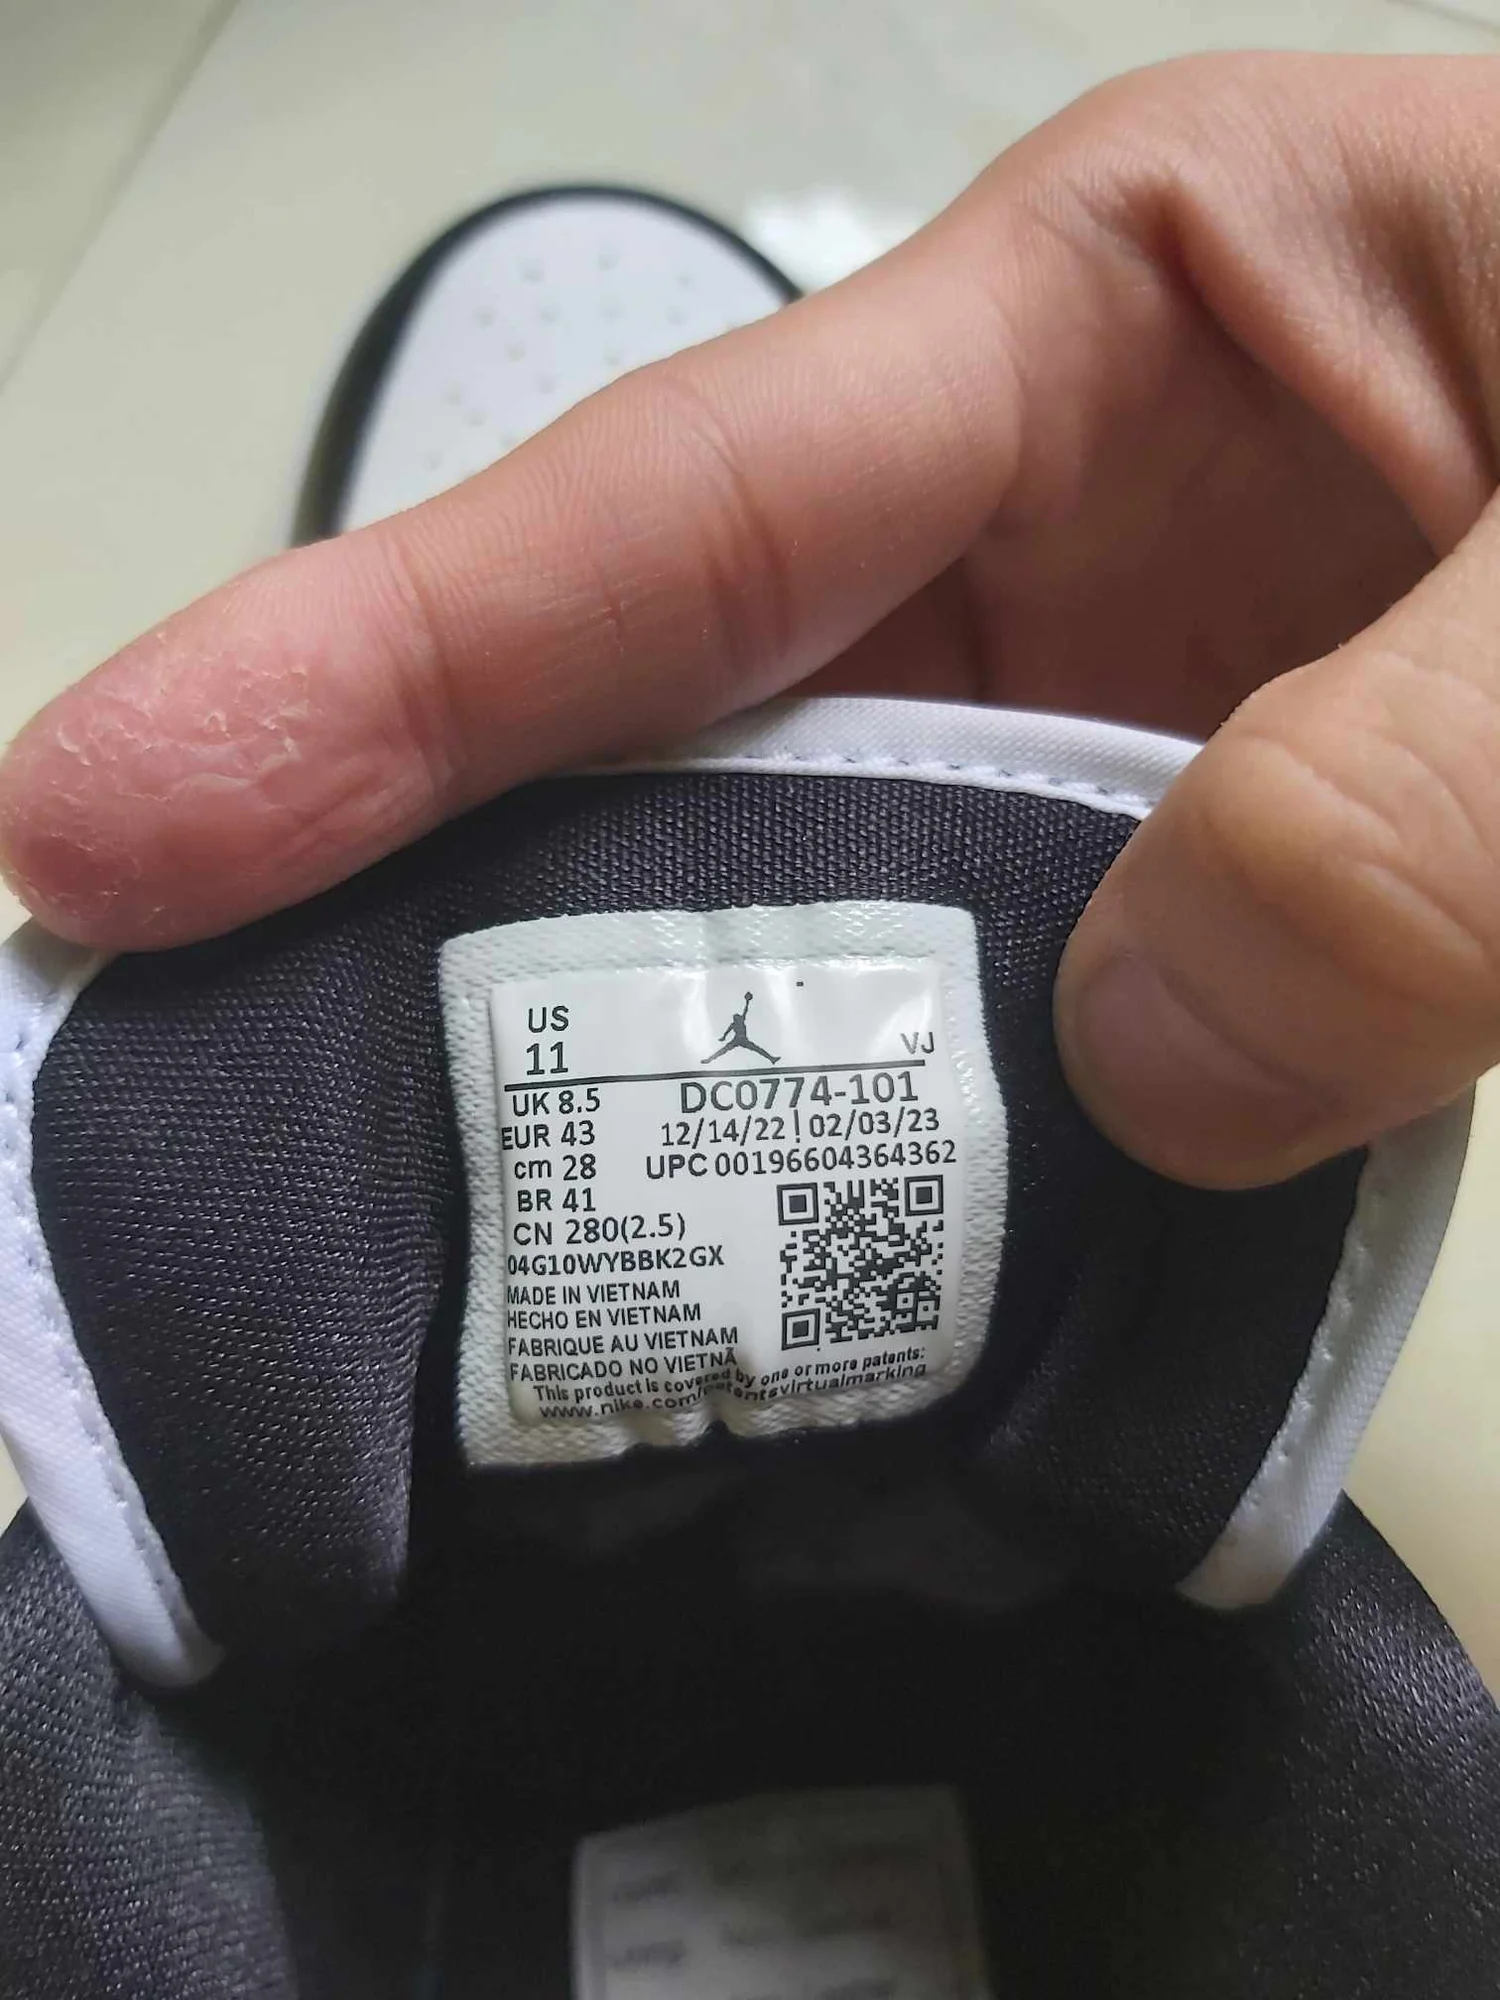 US
11
VJ
UK 8.5
DC0774-101
EUR 43
12/14/22 | 02/03/23
cm 28
UPC 00196604364362
BR 41
CN 280(2.5)
04G10WYBBK2GX
MADE IN VIETNAM
HECHO EN VIETNAM
FABRIQUE AU VIETNAM
FABRICADO NO VIETNÃ
This product is covered by one or more patents:
www.nike.com/patentsvirtualmarking